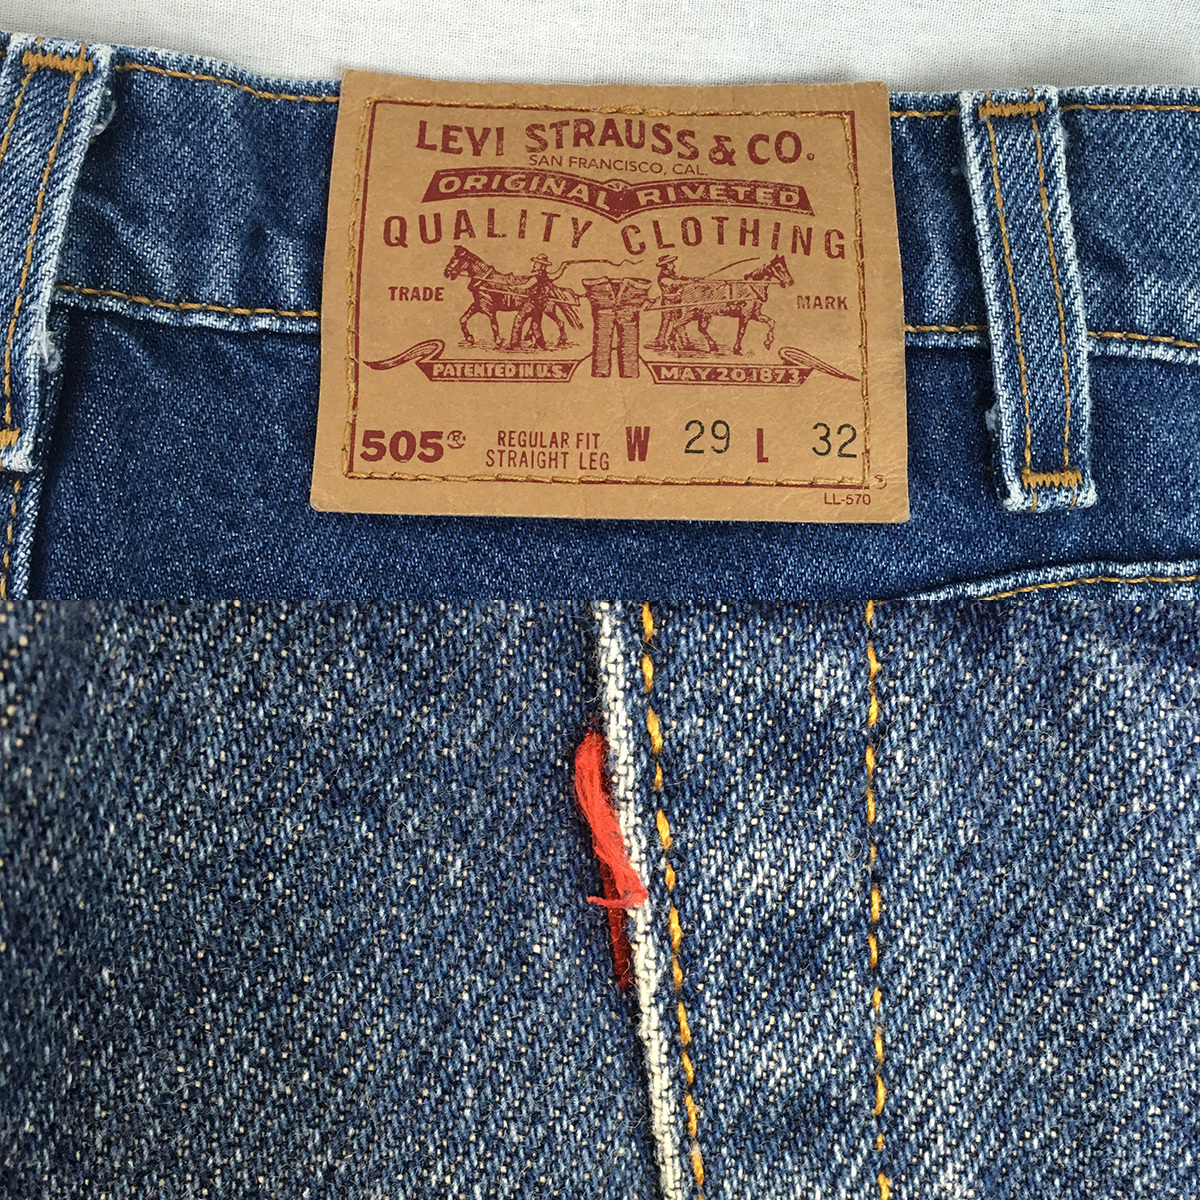 LEVI STRAUSS & CO.
SAN FRANCISCO, CAL.
ORIGINAL RIVETED
QUALITY CLOTHING
TRADE MARK
PATENTED IN U.S. MAY 20.1873
505® REGULAR FIT W 29 L 32
STRAIGHT LEG
LL-570